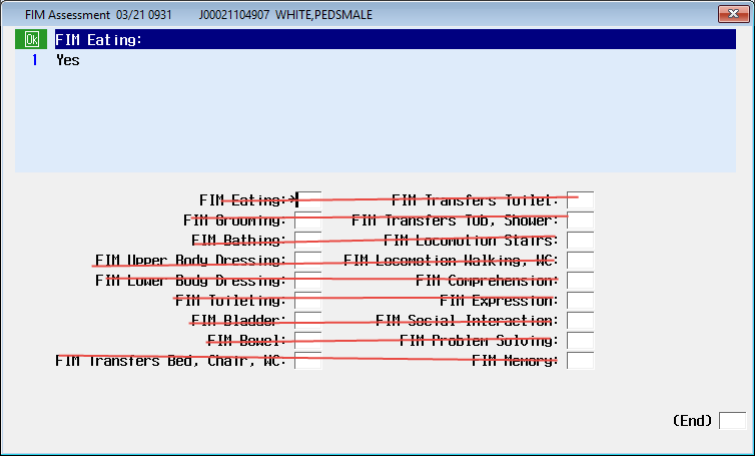 FIM Assessment 03/21 0931 J00021104907 WHITE,PEDSMALE
Ok FIM Eating:
1 Yes
FIM Eating: FIM Transfers Toilet:
FIM Grooming: FIM Transfers Tub, Shower:
FIM Bathing: FIM Locomotion Stairs:
FIM Upper Body Dressing: FIM Locomotion Walking, WC:
FIM Lower Body Dressing: FIM Comprehension:
FIM Toileting: FIM Expression:
FIM Bladder: FIM Social Interaction:
FIM Bowel: FIM Problem Solving:
FIM Transfers Bed, Chair, WC: FIM Memory:
(End)